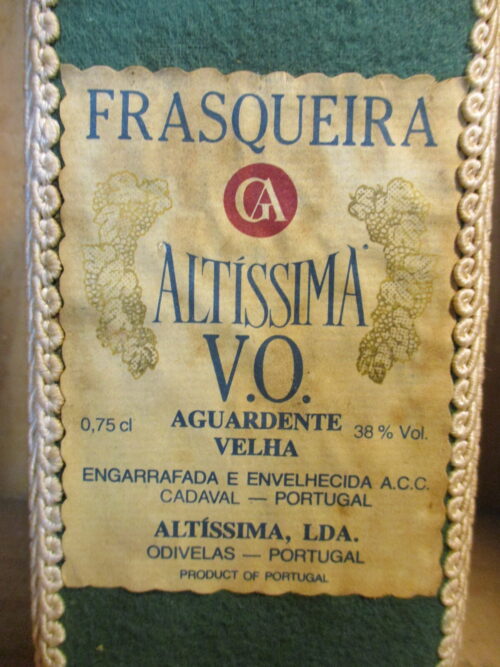 FRASQUEIRA
GA
ALTÍSSIMA
V.O.
0,75 cl AGUARDENTE 38 % Vol.
VELHA
ENGARRAFADA E ENVELHECIDA A.C.C.
CADAVAL — PORTUGAL
ALTÍSSIMA, LDA.
ODIVELAS — PORTUGAL
PRODUCT OF PORTUGAL